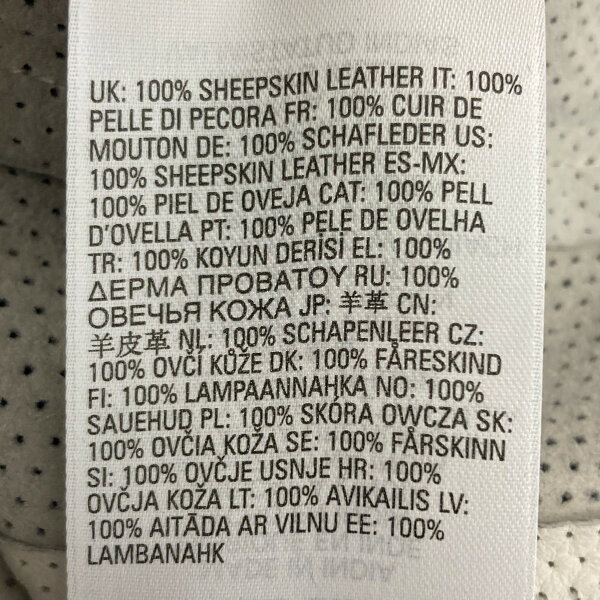 UK: 100% SHEEPSKIN LEATHER IT: 100%
PELLE DI PECORA FR: 100% CUIR DE
MOUTON DE: 100% SCHAFLEDER US:
100% SHEEPSKIN LEATHER ES-MX:
100% PIEL DE OVEJA CAT: 100% PELL
D'OVELLA PT: 100% PELE DE OVELHA
TR: 100% KOYUN DERİSİ EL: 100%
ΔΕΡΜΑ ΠΡΟΒΑΤΟΥ RU: 100%
ОВЕЧЬЯ КОЖА JP: 羊革 CN:
羊皮革 NL: 100% SCHAPENLEER CZ:
100% OVČÍ KŮŽE DK: 100% FÅRESKIND
FI: 100% LAMPAANNAHKA NO: 100%
SAUEHUD PL: 100% SKÓRA OWCZA SK:
100% OVČIA KOŽA SE: 100% FÅRSKINN
SI: 100% OVČJE USNJE HR: 100%
OVČJA KOŽA LT: 100% AVIKAILIS LV:
100% AITĀDA AR VILNU EE: 100%
LAMBANAHK
MADE IN INDIA